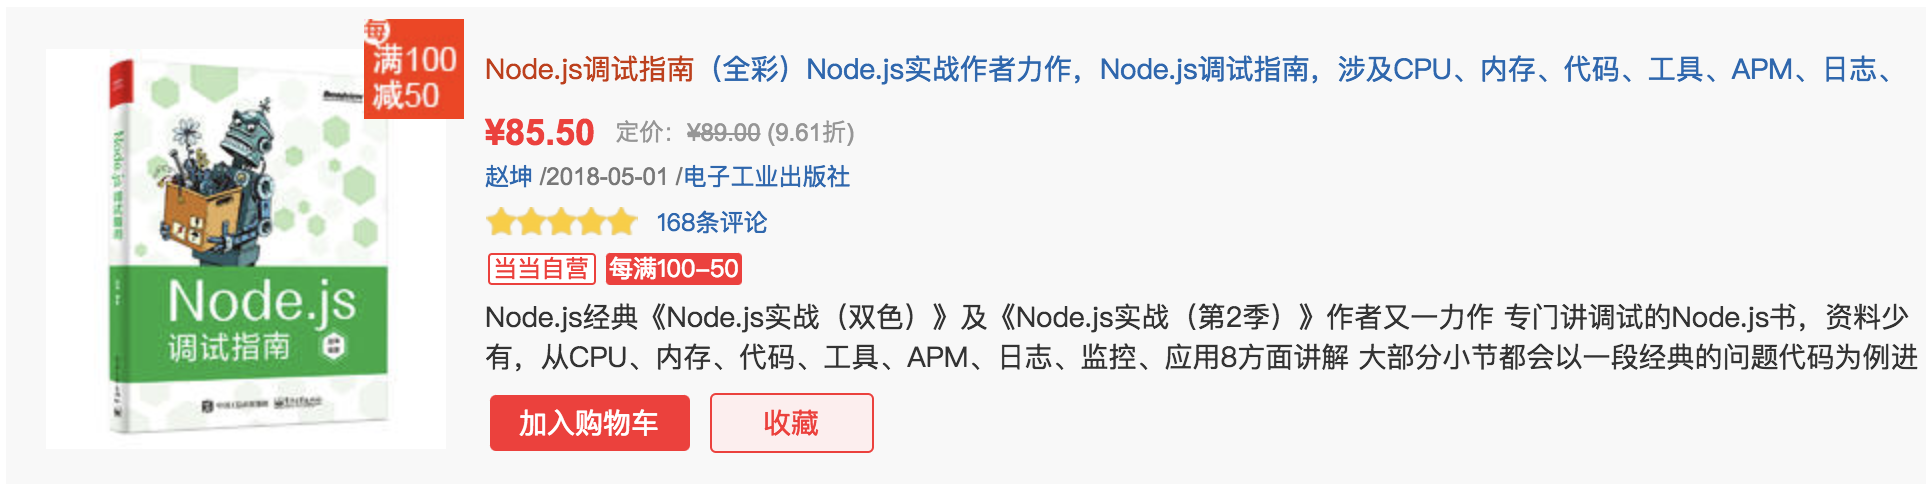 每
满100
减50
Node.js
调试指南
Node.js 调试指南
Node.js调试指南（全彩）Node.js实战作者力作，Node.js调试指南，涉及CPU、内存、代码、工具、APM、日志、
¥85.50 定价：¥89.00 (9.61折)
赵坤 /2018-05-01 /电子工业出版社
168条评论
当当自营 每满100-50
Node.js经典《Node.js实战（双色）》及《Node.js实战（第2季）》作者又一力作 专门讲调试的Node.js书，资料少
有，从CPU、内存、代码、工具、APM、日志、监控、应用8方面讲解 大部分小节都会以一段经典的问题代码为例进
加入购物车 收藏